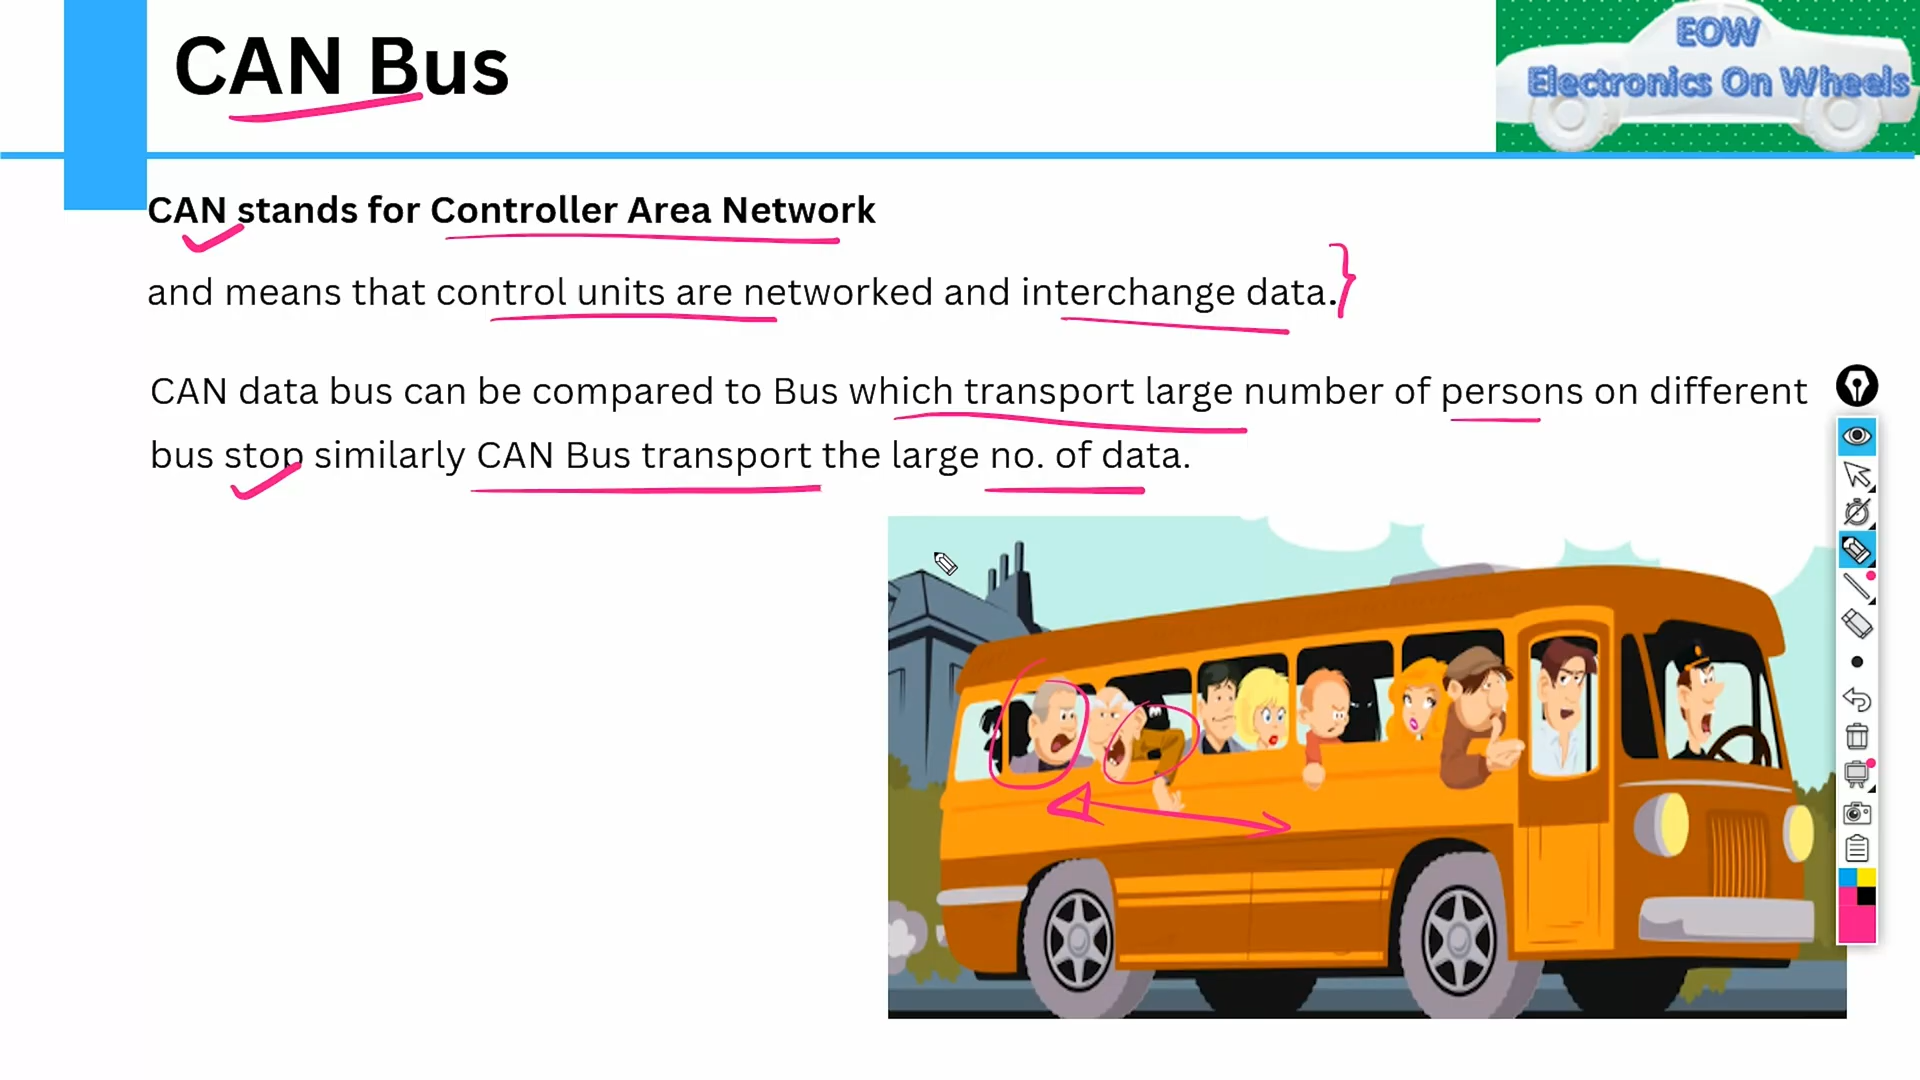 CAN Bus
EOW
Electronics On Wheels
CAN stands for Controller Area Network
and means that control units are networked and interchange data.
CAN data bus can be compared to Bus which transport large number of persons on different
bus stop similarly CAN Bus transport the large no. of data.